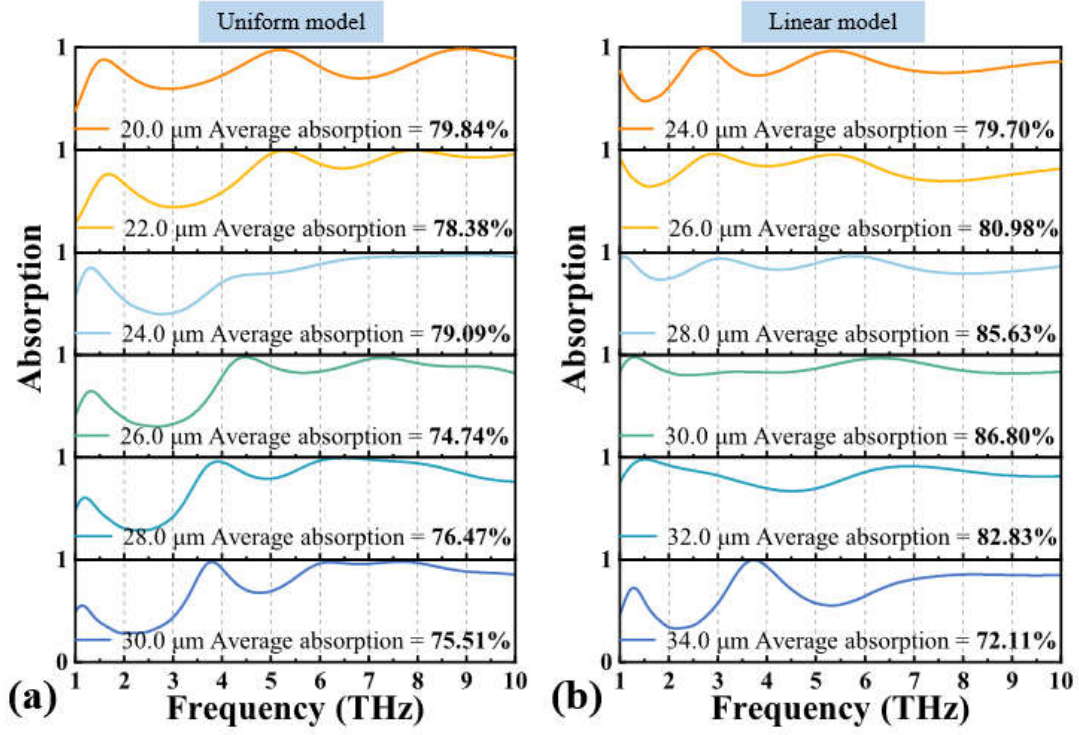 Uniform model
Absorption
1
20.0 μm Average absorption = 79.84%
1
22.0 μm Average absorption = 78.38%
1
24.0 μm Average absorption = 79.09%
1
26.0 μm Average absorption = 74.74%
1
28.0 μm Average absorption = 76.47%
1
30.0 μm Average absorption = 75.51%
0
1 2 3 4 5 6 7 8 9 10
(a) Frequency (THz)
Linear model
Absorption
1
24.0 μm Average absorption = 79.70%
1
26.0 μm Average absorption = 80.98%
1
28.0 μm Average absorption = 85.63%
1
30.0 μm Average absorption = 86.80%
1
32.0 μm Average absorption = 82.83%
1
34.0 μm Average absorption = 72.11%
0
1 2 3 4 5 6 7 8 9 10
(b) Frequency (THz)